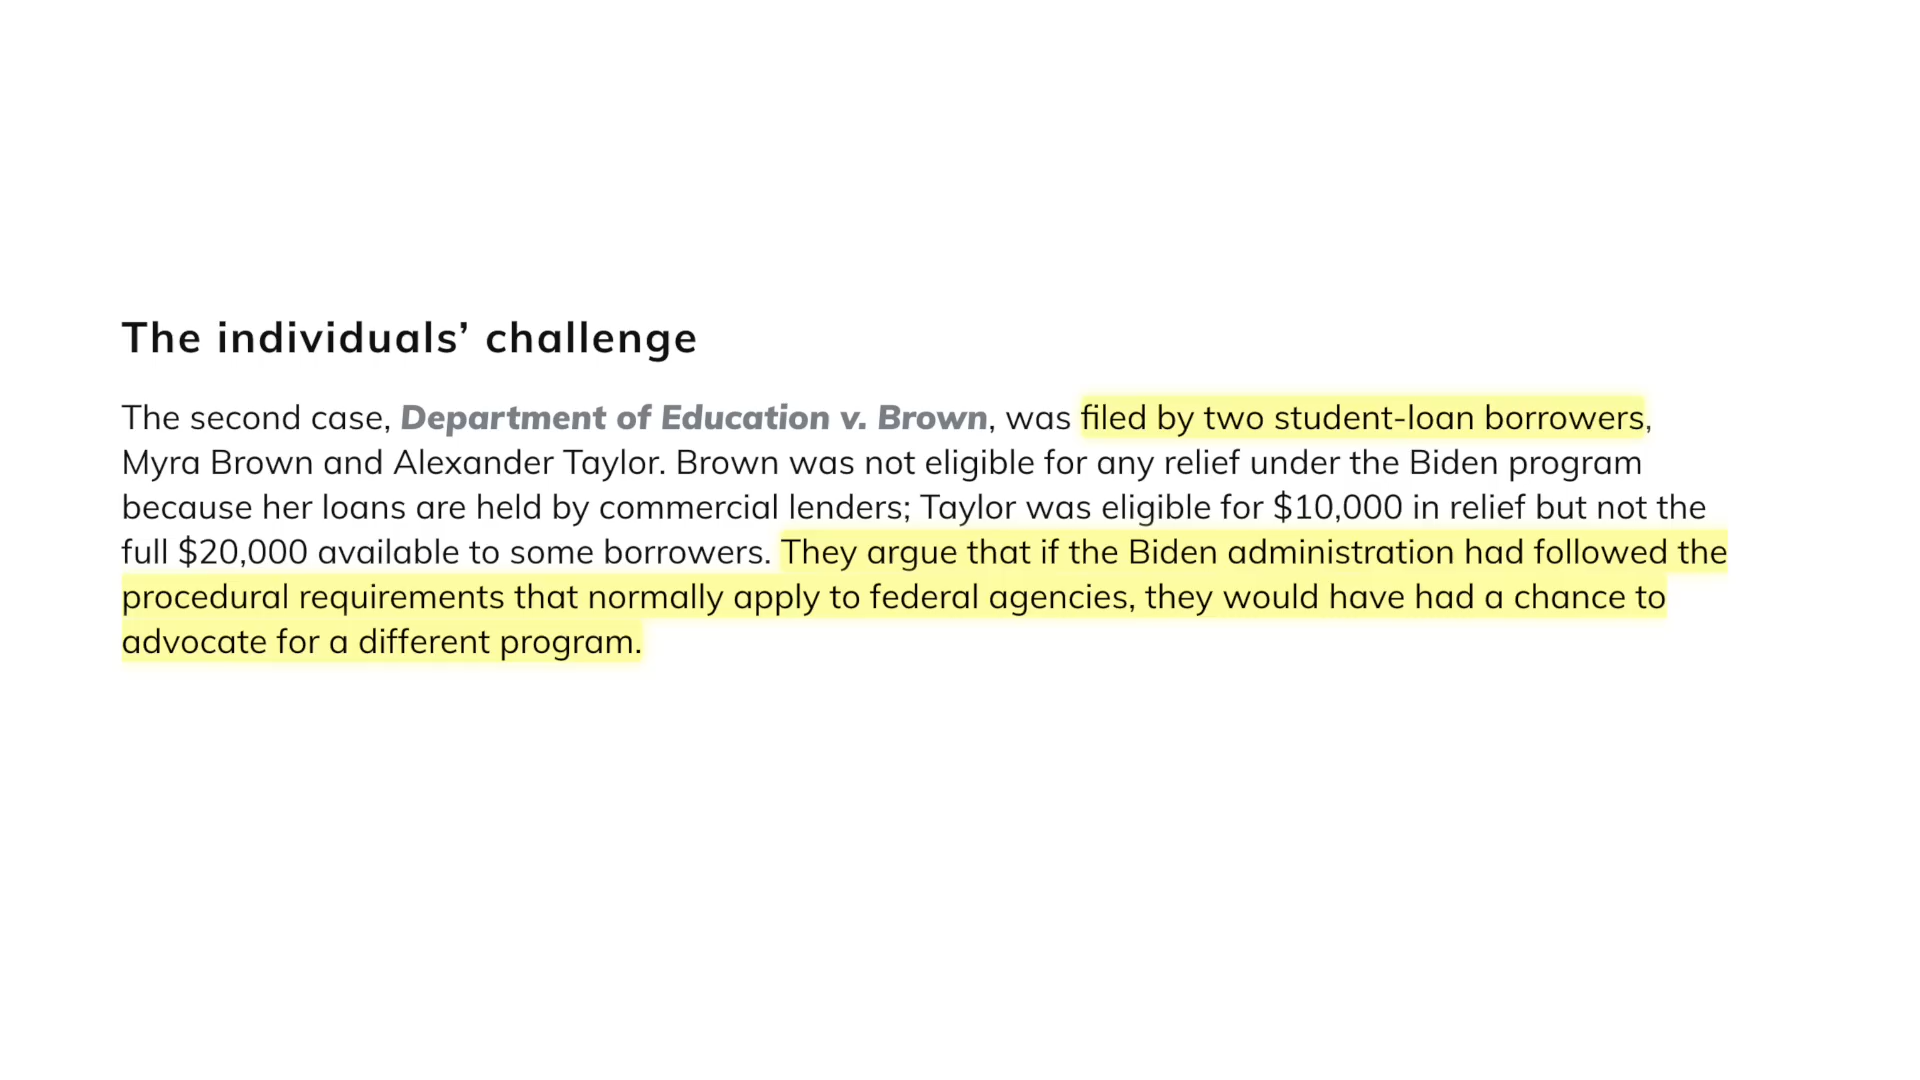 The individuals’ challenge
The second case, Department of Education v. Brown, was filed by two student-loan borrowers,
Myra Brown and Alexander Taylor. Brown was not eligible for any relief under the Biden program
because her loans are held by commercial lenders; Taylor was eligible for $10,000 in relief but not the
full $20,000 available to some borrowers. They argue that if the Biden administration had followed the
procedural requirements that normally apply to federal agencies, they would have had a chance to
advocate for a different program.